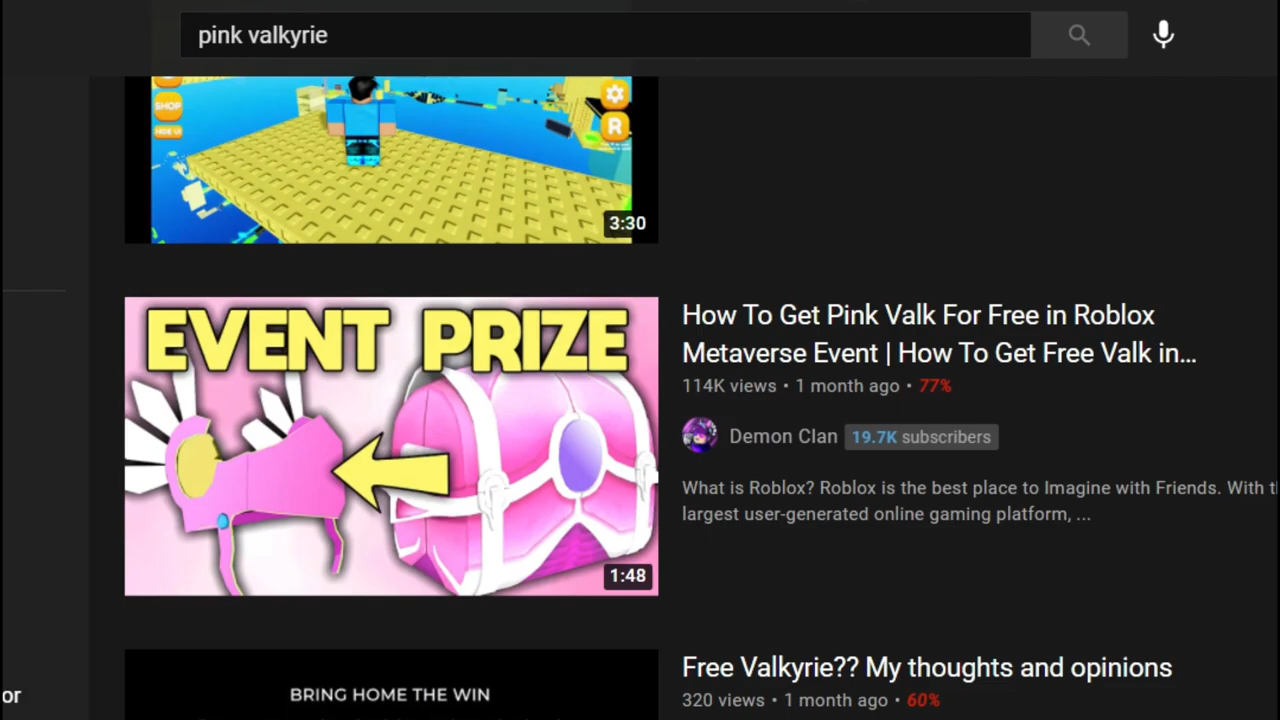 pink valkyrie
SHOP
HIDE UI
R
3:30
EVENT PRIZE
1:48
How To Get Pink Valk For Free in Roblox
Metaverse Event | How To Get Free Valk in...
114K views • 1 month ago • 77%
Demon Clan 19.7K subscribers
What is Roblox? Roblox is the best place to Imagine with Friends. With t
largest user-generated online gaming platform, ...
or
BRING HOME THE WIN
Free Valkyrie?? My thoughts and opinions
320 views • 1 month ago • 60%